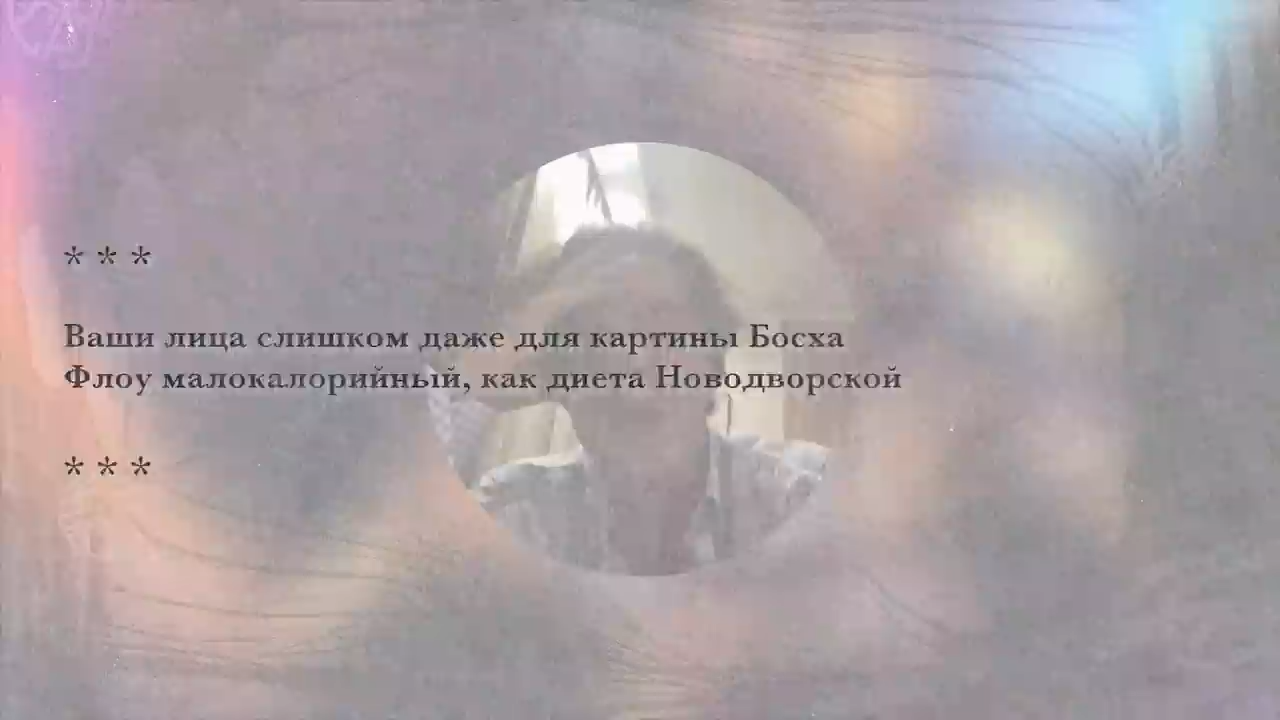 * * *
Ваши лица слишком даже для картины Босха
Флоу малокалорийный, как диета Новодворской
* * *